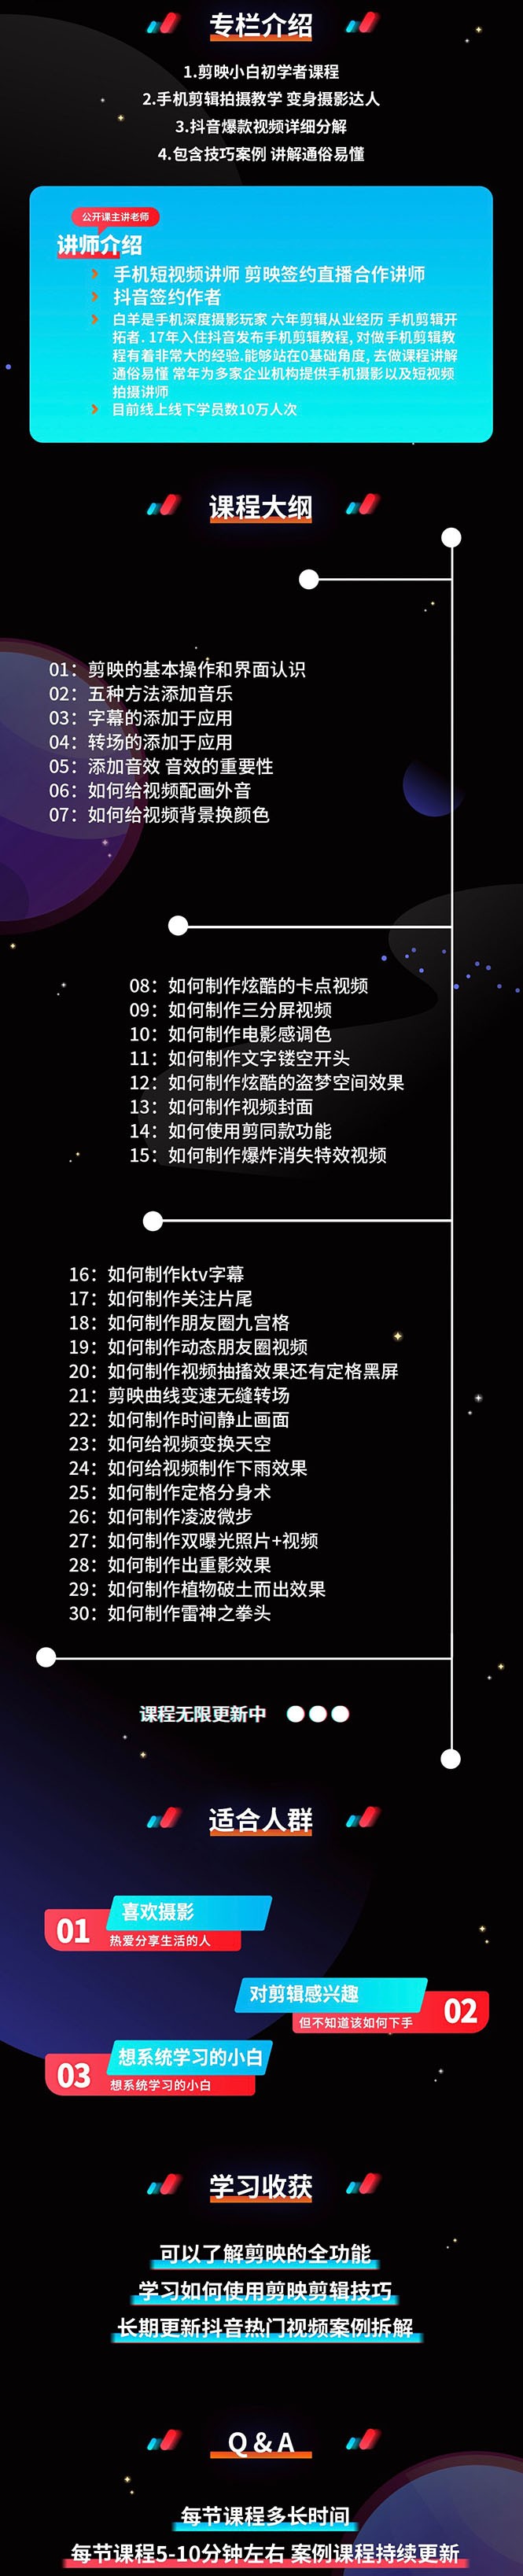 专栏介绍
1.剪映小白初学者课程
2.手机剪辑拍摄教学 变身摄影达人
3.抖音爆款视频详细分解
4.包含技巧案例 讲解通俗易懂
公开课主讲老师
讲师介绍
手机短视频讲师 剪映签约直播合作讲师
抖音签约作者
白羊是手机深度摄影玩家 六年剪辑从业经历 手机剪辑开
拓者. 17年入住抖音发布手机剪辑教程, 对做手机剪辑教
程有着非常大的经验.能够站在0基础角度, 去做课程讲解
通俗易懂 常年为多家企业机构提供手机摄影以及短视频
拍摄讲师
目前线上线下学员数10万人次
课程大纲
01：剪映的基本操作和界面认识
02：五种方法添加音乐
03：字幕的添加于应用
04：转场的添加于应用
05：添加音效 音效的重要性
06：如何给视频配画外音
07：如何给视频背景换颜色
08：如何制作炫酷的卡点视频
09：如何制作三分屏视频
10：如何制作电影感调色
11：如何制作文字镂空开头
12：如何制作炫酷的盗梦空间效果
13：如何制作视频封面
14：如何使用剪同款功能
15：如何制作爆炸消失特效视频
16：如何制作ktv字幕
17：如何制作关注片尾
18：如何制作朋友圈九宫格
19：如何制作动态朋友圈视频
20：如何制作视频抽搐效果还有定格黑屏
21：剪映曲线变速无缝转场
22：如何制作时间静止画面
23：如何给视频变换天空
24：如何给视频制作下雨效果
25：如何制作定格分身术
26：如何制作凌波微步
27：如何制作双曝光照片+视频
28：如何制作出重影效果
29：如何制作植物破土而出效果
30：如何制作雷神之拳头
课程无限更新中
适合人群
01
喜欢摄影
热爱分享生活的人
对剪辑感兴趣
但不知道该如何下手
02
03
想系统学习的小白
想系统学习的小白
学习收获
可以了解剪映的全功能
学习如何使用剪映剪辑技巧
长期更新抖音热门视频案例拆解
Q&A
每节课程多长时间
每节课程5-10分钟左右 案例课程持续更新